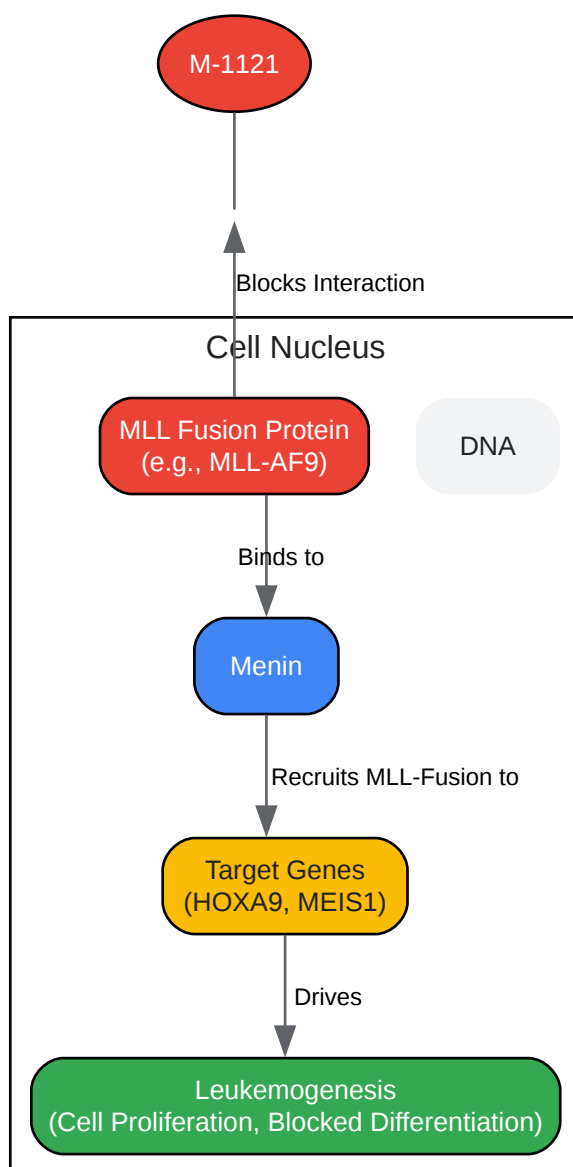 M-1121
Blocks Interaction
Cell Nucleus
MLL Fusion Protein
(e.g., MLL-AF9)
DNA
Binds to
Menin
Recruits MLL-Fusion to
Target Genes
(HOXA9, MEIS1)
Drives
Leukemogenesis
(Cell Proliferation, Blocked Differentiation)